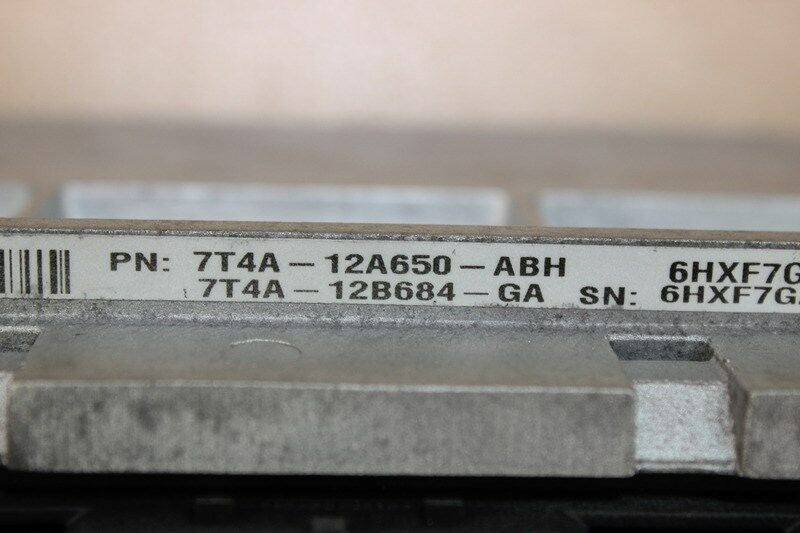 PN: 7T4A-12A650-ABH 6HXF7G
7T4A-12B684-GA SN: 6HXF7G